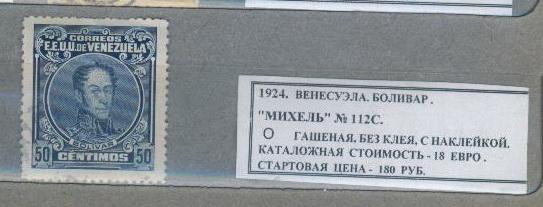 CORREOS
E.E.U.U. DE VENEZUELA
BOLIVAR
50 CÉNTIMOS 50
1924. ВЕНЕСУЭЛА. БОЛИВАР.
"МИХЕЛЬ" № 112С.
О ГАШЕНАЯ, БЕЗ КЛЕЯ, С НАКЛЕЙКОЙ.
КАТАЛОЖНАЯ СТОИМОСТЬ - 18 ЕВРО.
СТАРТОВАЯ ЦЕНА - 180 РУБ.